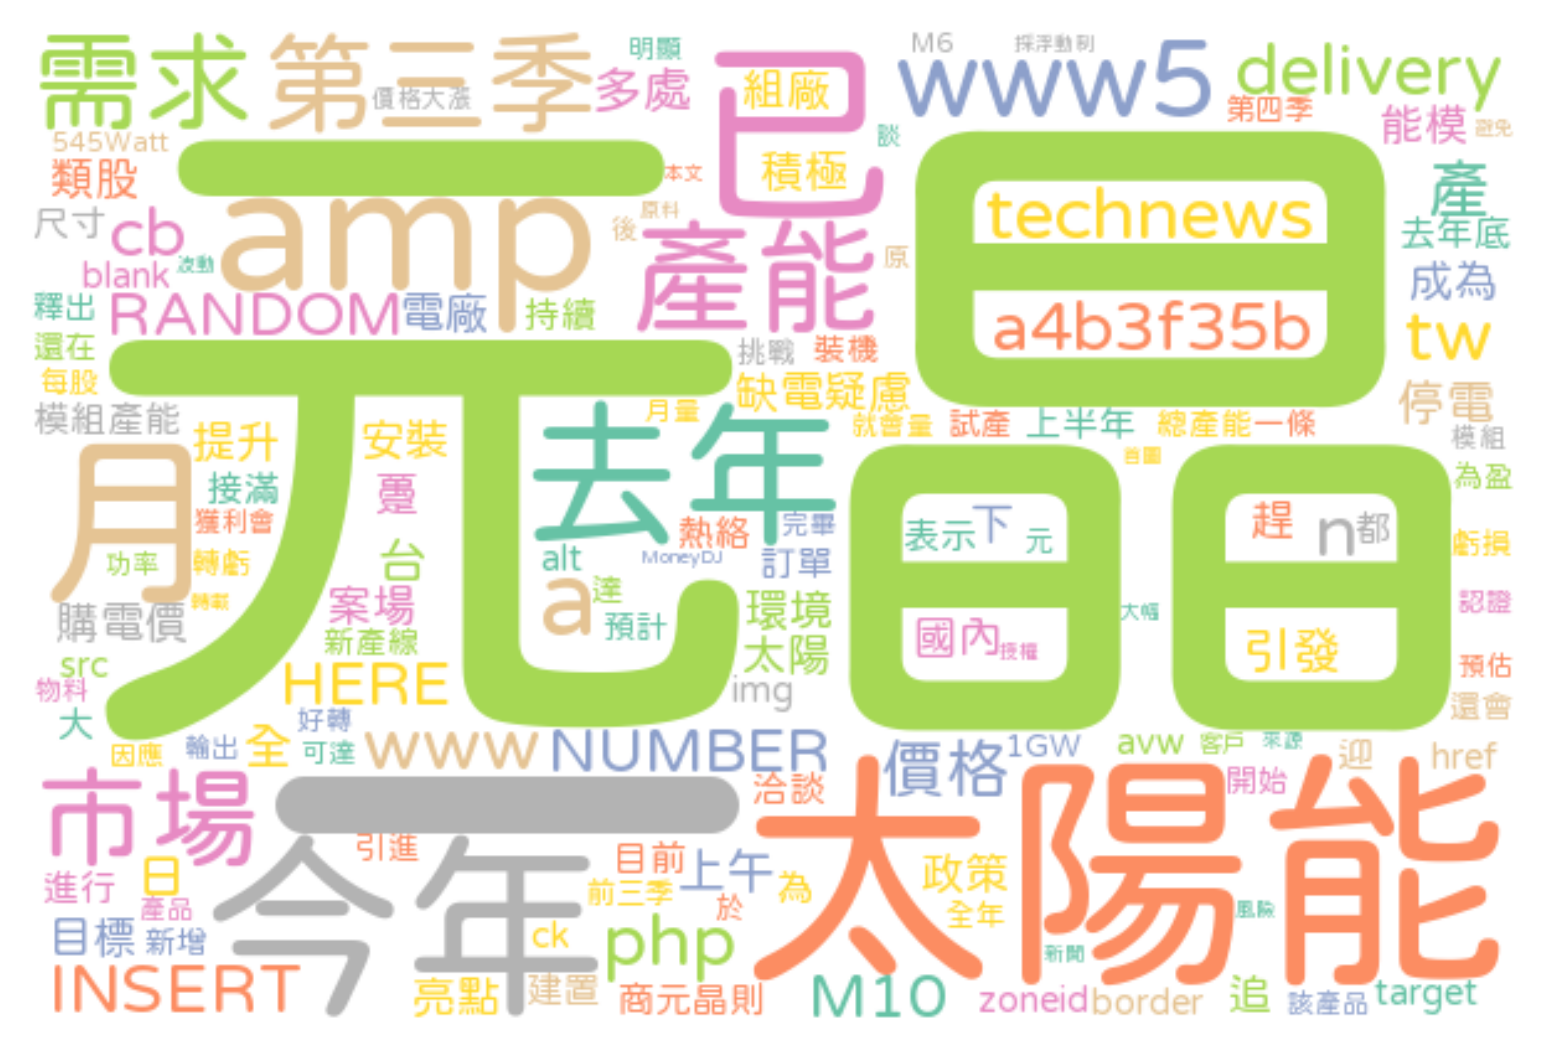 需求 第三季 明顯 多處 已 組廠 M6 採浮動制 www5 delivery
價格大漲 第四季 能模 避免
545Watt 談
類股 本文 積極 元晶 產
尺寸 cb amp 後 原料 technews 去年底
blank 波動 產能 原 成為
釋出 RANDOM 電廠 持續 a4b3f35b tw
還在 挑戰 裝機
每股 缺電疑慮 停電
模組產能 月量 就會量 試產 上半年 總產能 一條 模組
月 提升 安裝 去年 首圖 為盈
接滿
獲利會 熱絡 完畢 表示 下 元 趕 n 都
功率 轉虧 台 alt MoneyDJ 訂單 虧損
轉載 案場 a 達 環境 大幅 認證
購電價 新產線 預計 國內 授權 引發
src HERE 太陽 預估
物料 img 還會
大 好轉
因應 輸出 全 可達 www NUMBER 價格 1GW avw 客戶 來源 迎 href
市場 洽談 太陽能 開始
今年 引進 目前 上午 政策
進行 日 前三季 為
產品 於 全年 風險
目標 新增 ck php 新聞
INSERT 亮點 建置 商元晶則 M10 zoneid border 追 該產品 target